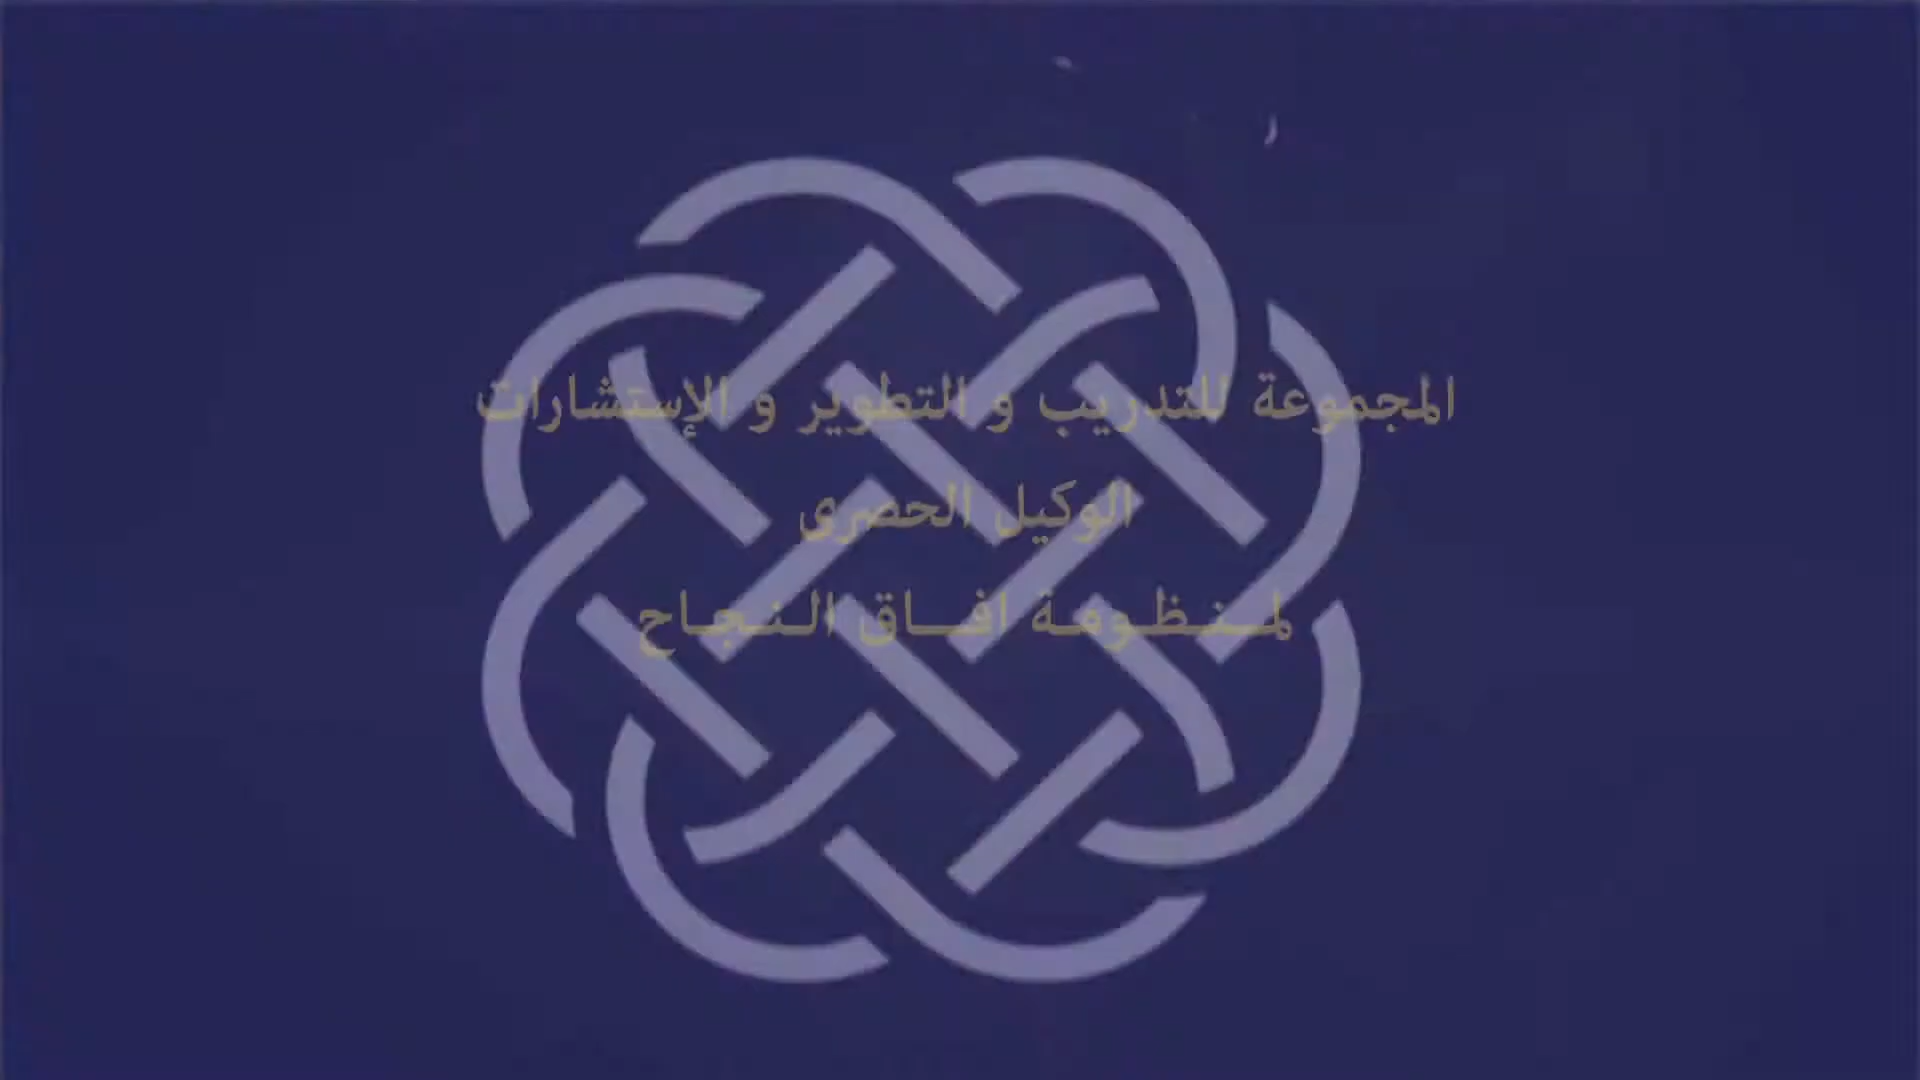 المجموعة للتدريب و التطوير و الإستشارات
الوكيل الحصرى
لمنظومة افاق النجاح